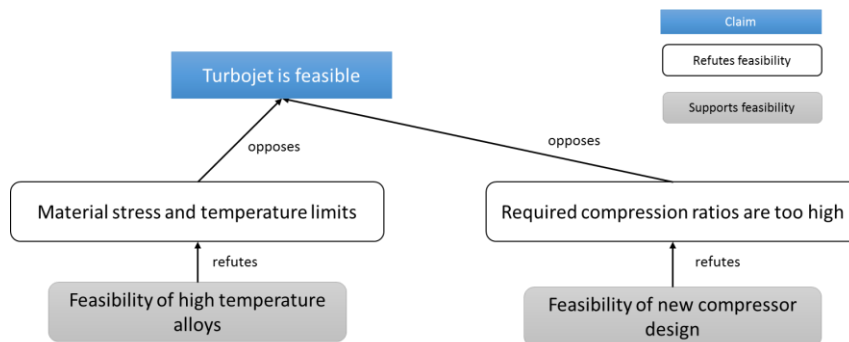 Claim
Turbojet is feasible
Refutes feasibility
Supports feasibility
opposes
opposes
Material stress and temperature limits
Required compression ratios are too high
refutes
refutes
Feasibility of high temperature
alloys
Feasibility of new compressor
design